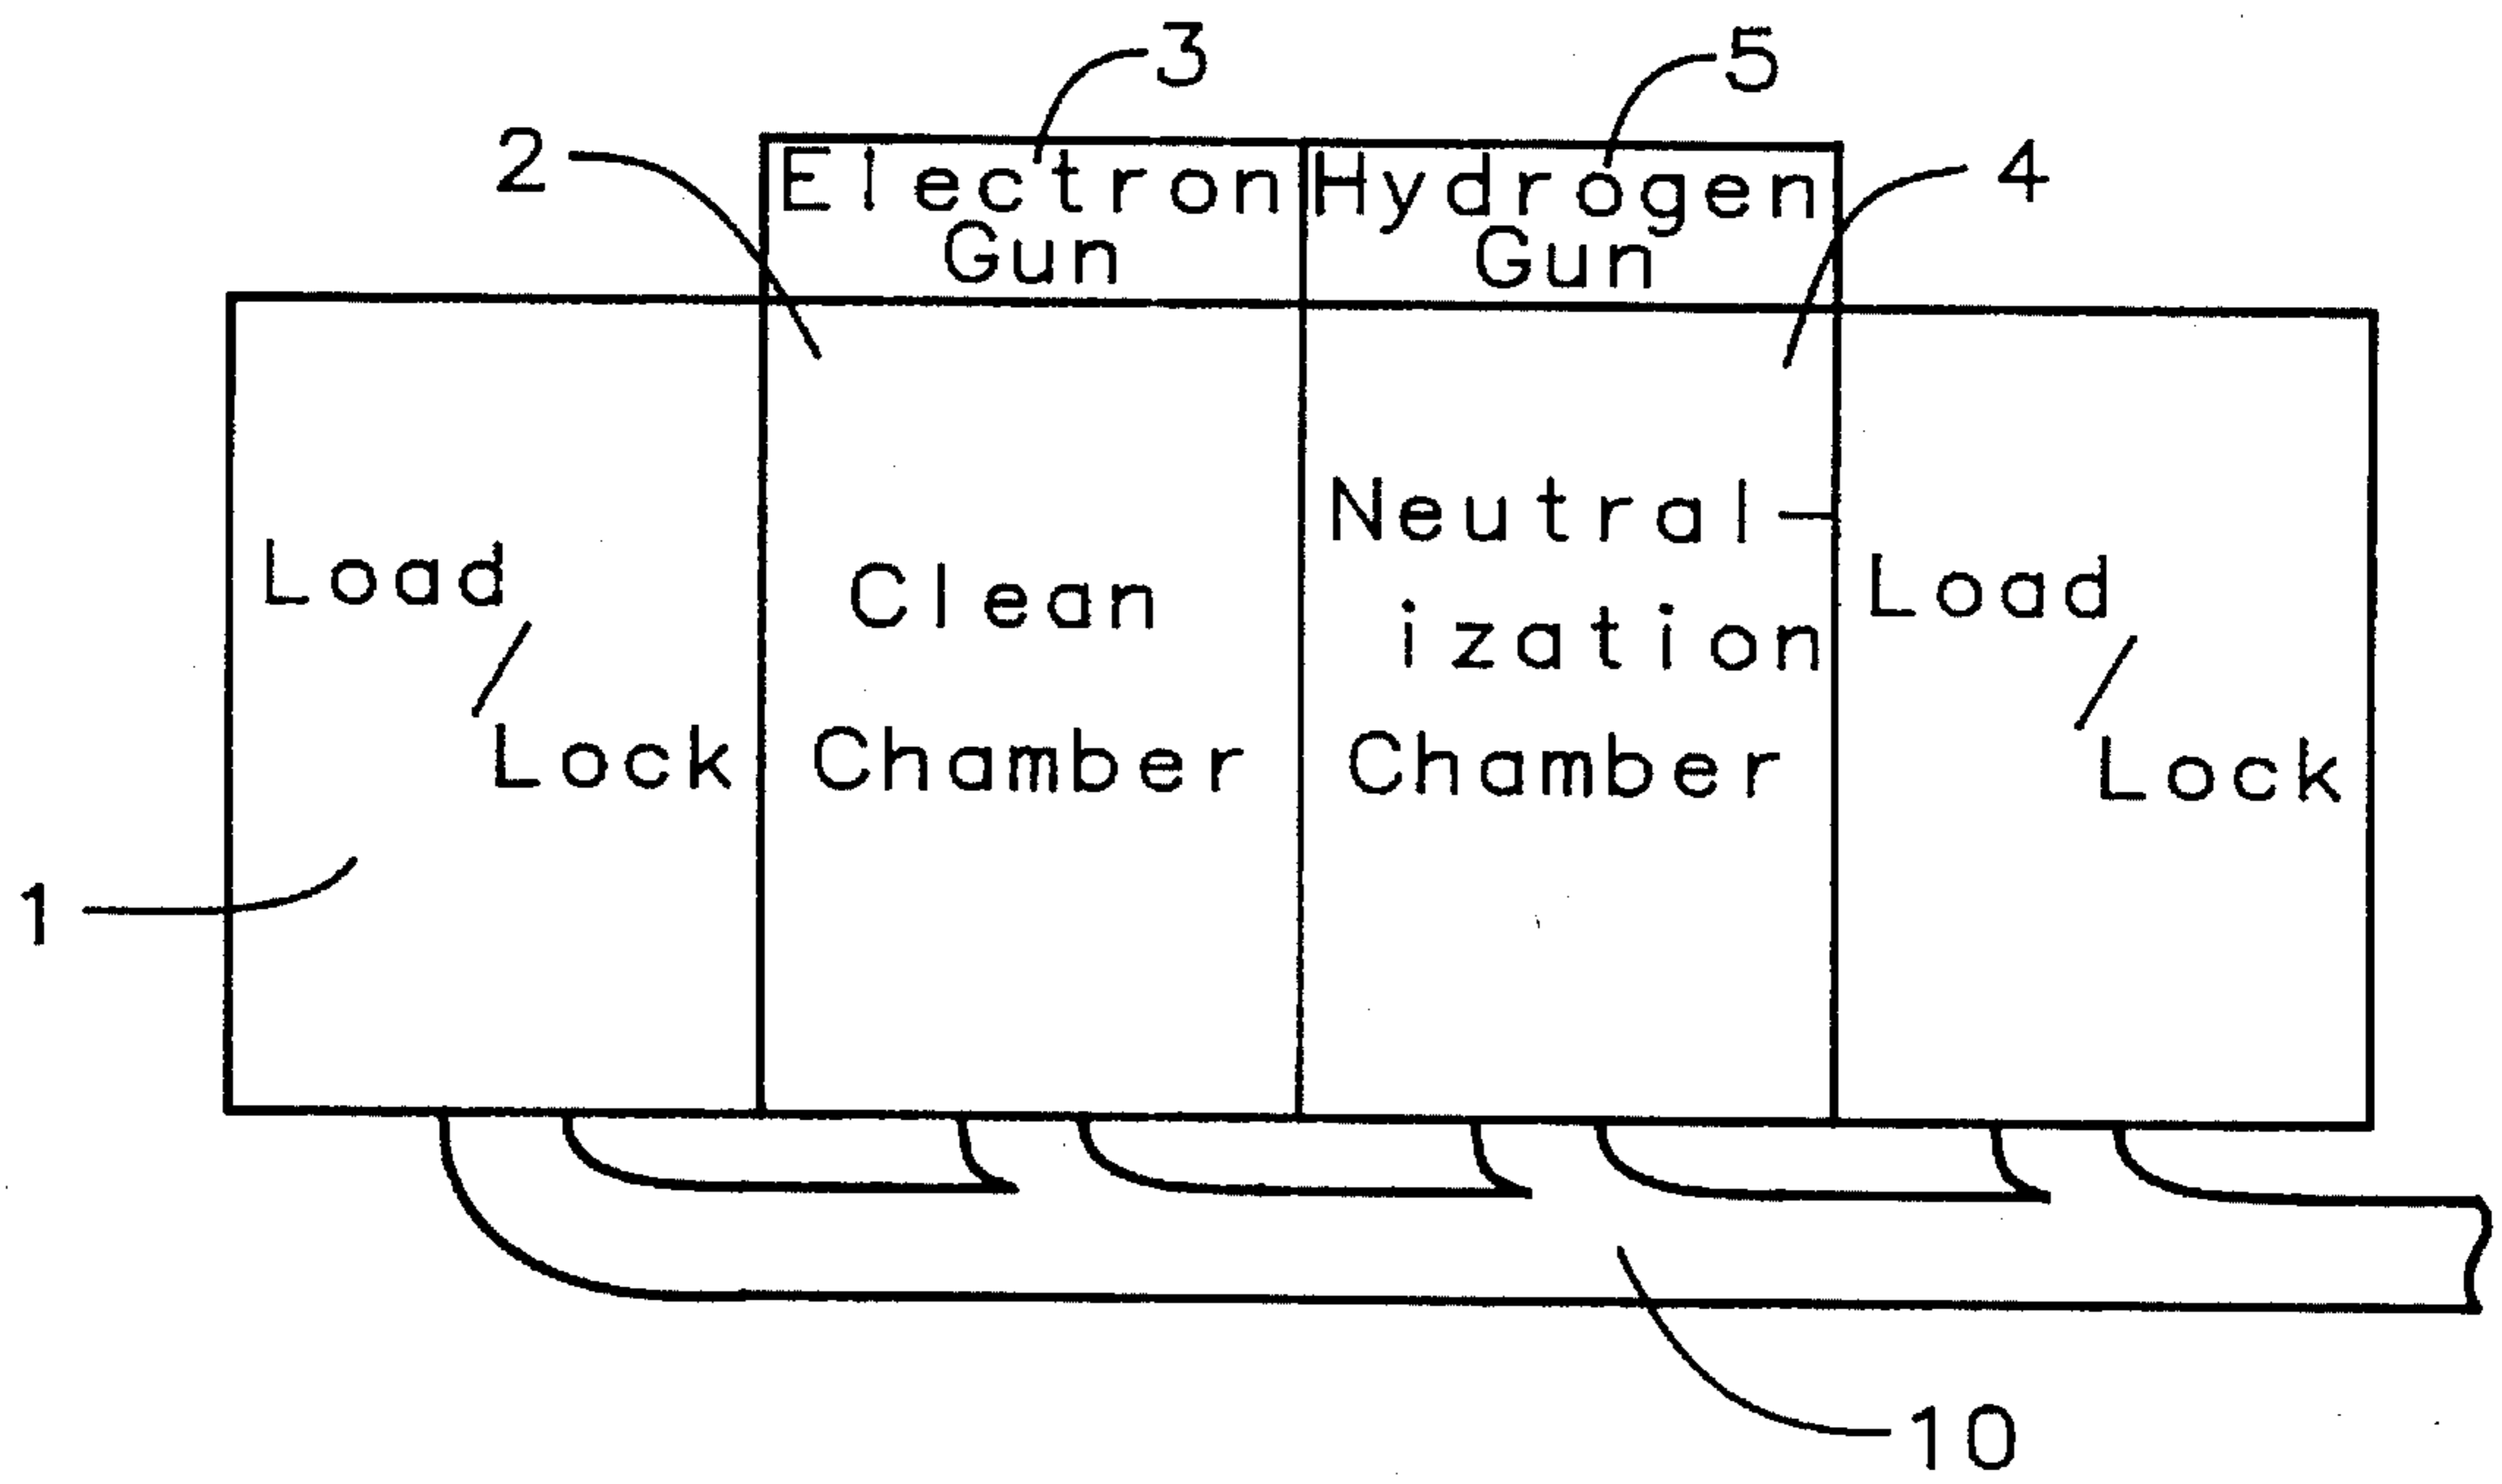 3
5
2
4
Electron
Gun
Hydrogen
Gun
Load
/
Lock
Clean
Chamber
Neutral-
ization
Chamber
Load
/
Lock
1
10